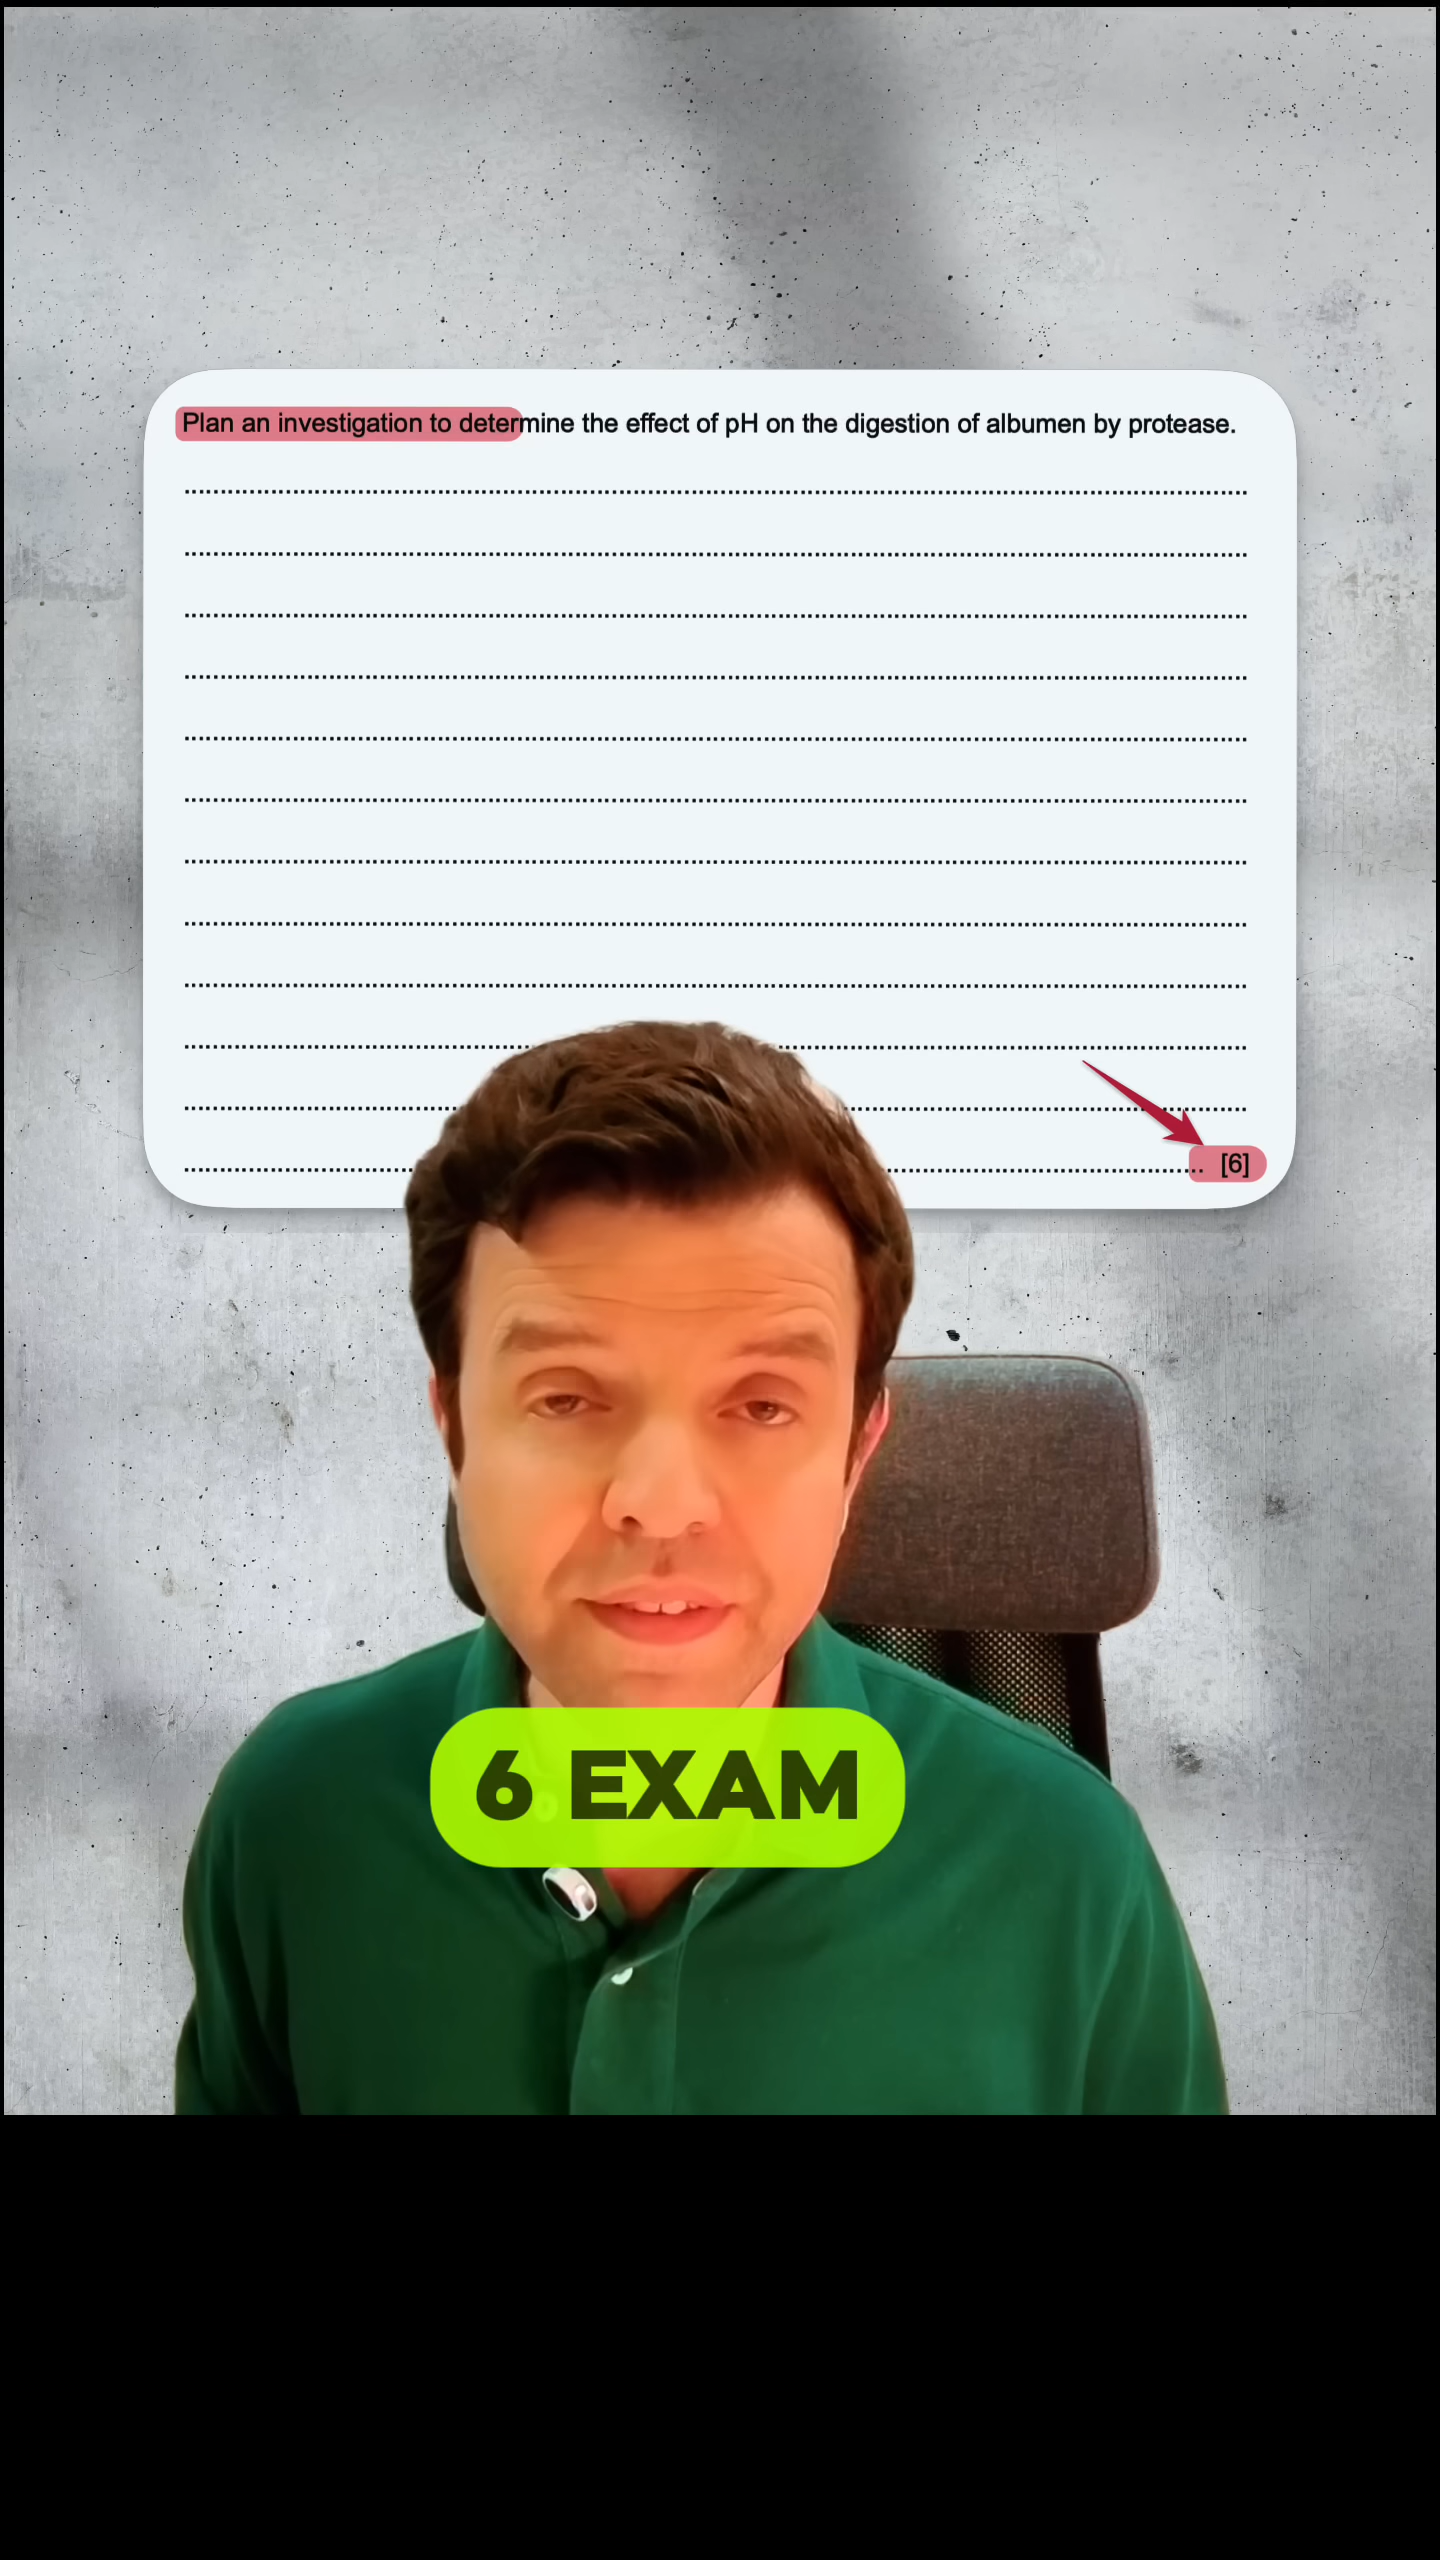 Plan an investigation to determine the effect of pH on the digestion of albumen by protease.
[6]
6 EXAM